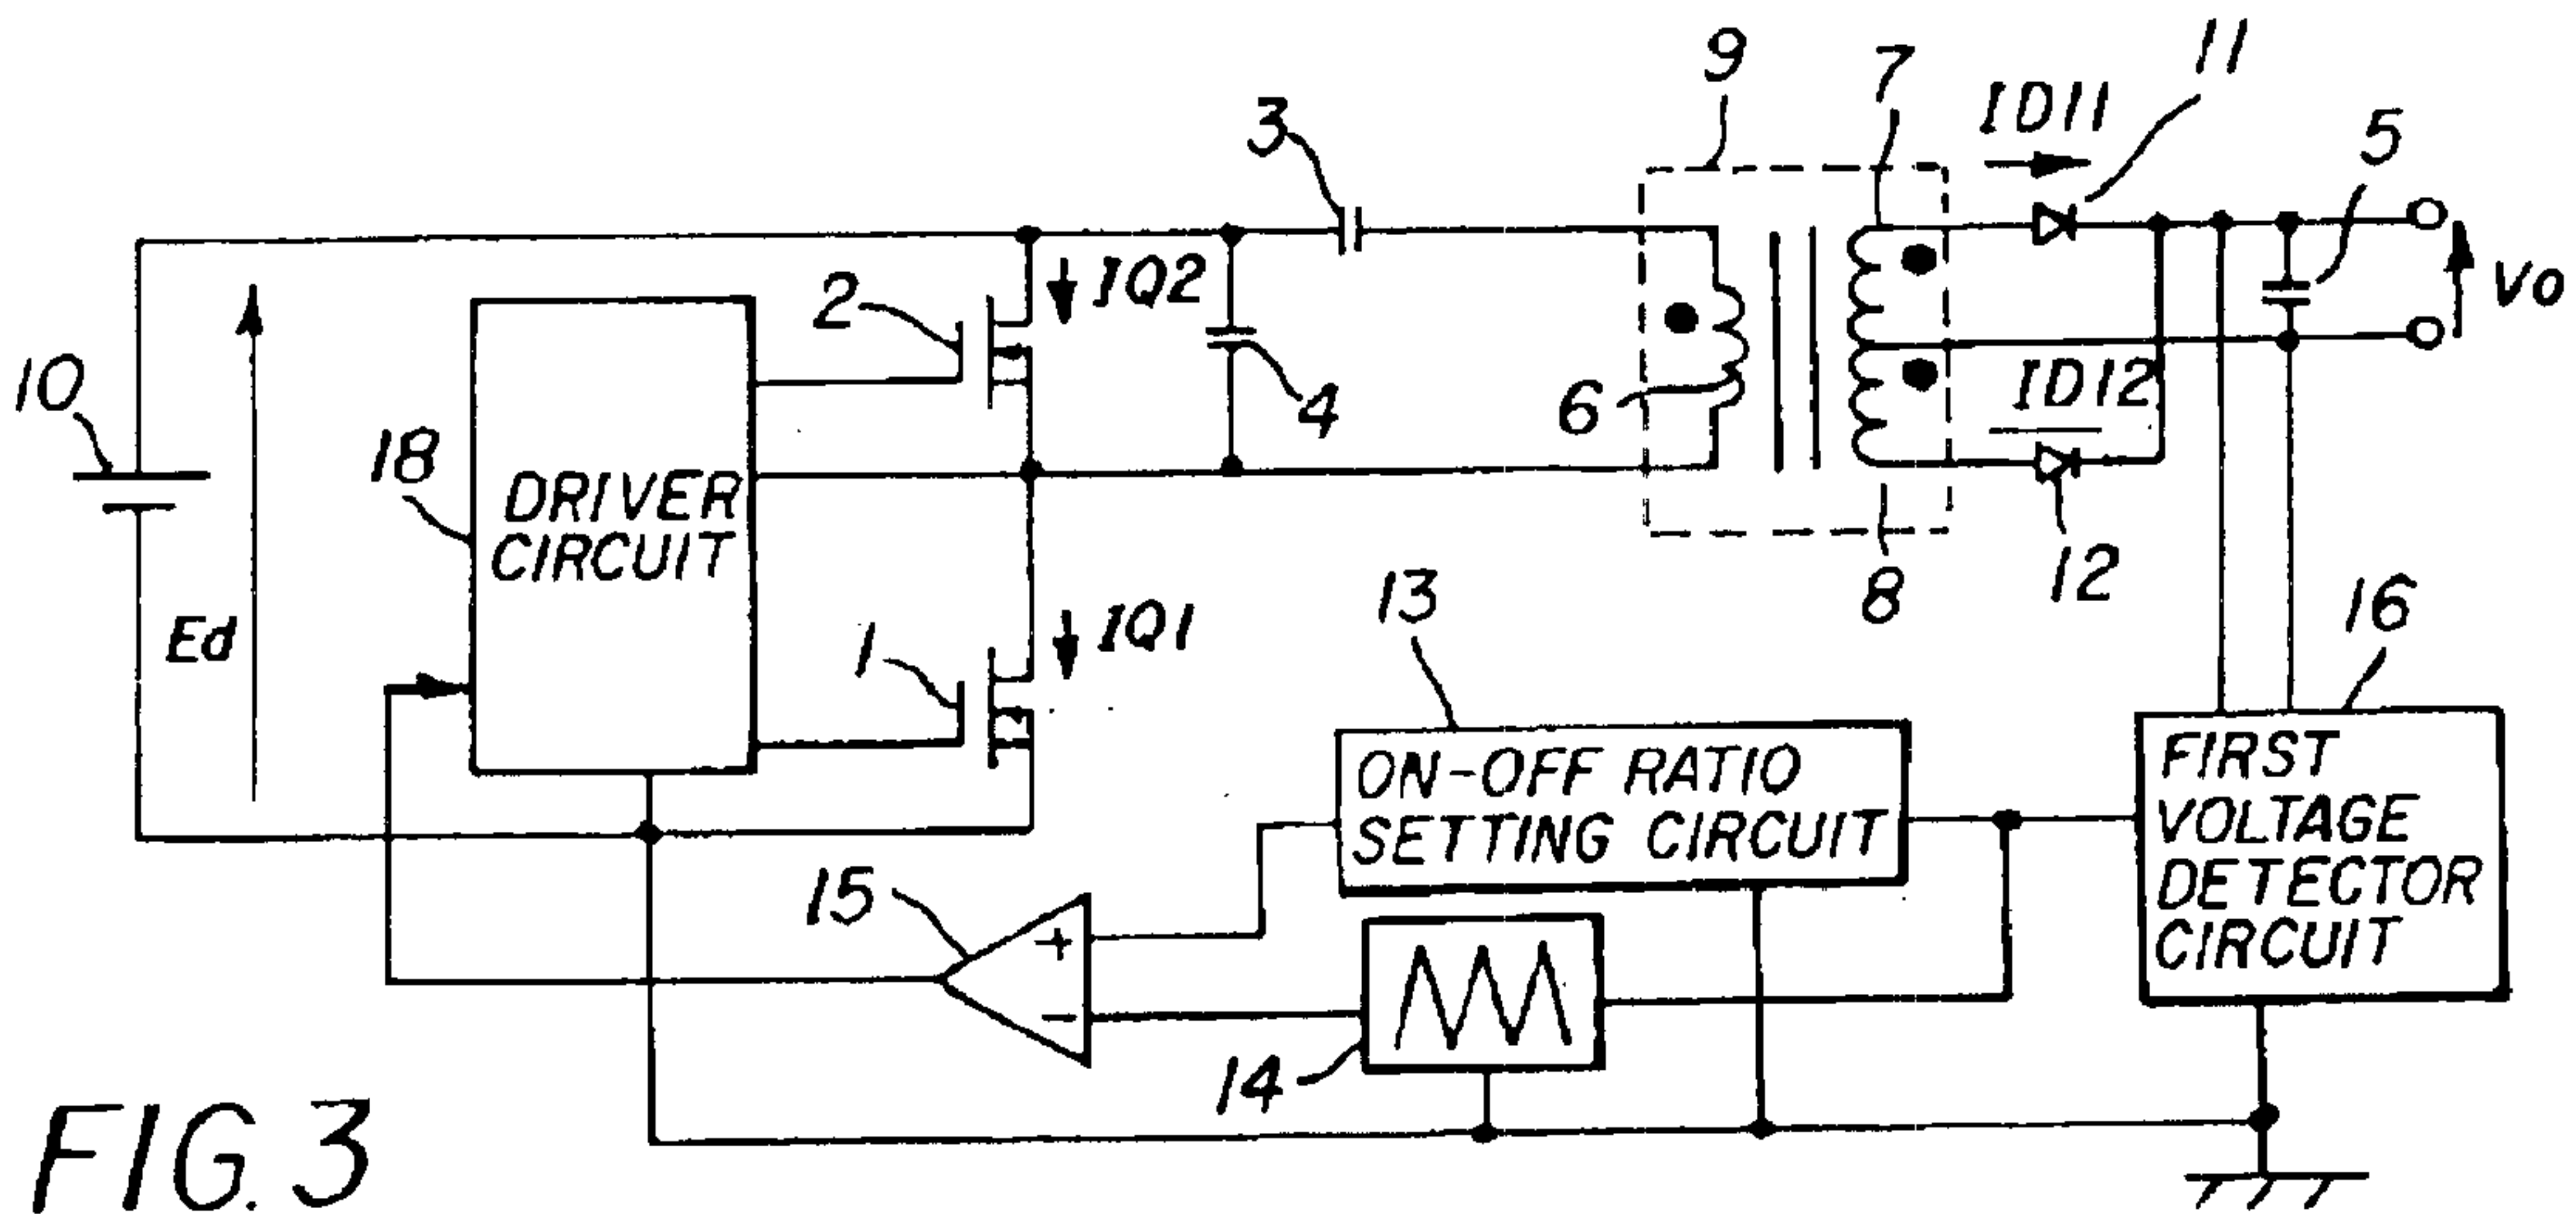 9
7
ID11
11
3
5
2
IQ2
Vo
10
4
6
ID12
18
DRIVER
CIRCUIT
8
12
Ed
1
IQ1
13
16
ON-OFF RATIO
SETTING CIRCUIT
FIRST
VOLTAGE
DETECTOR
CIRCUIT
15
+
−
14
FIG. 3